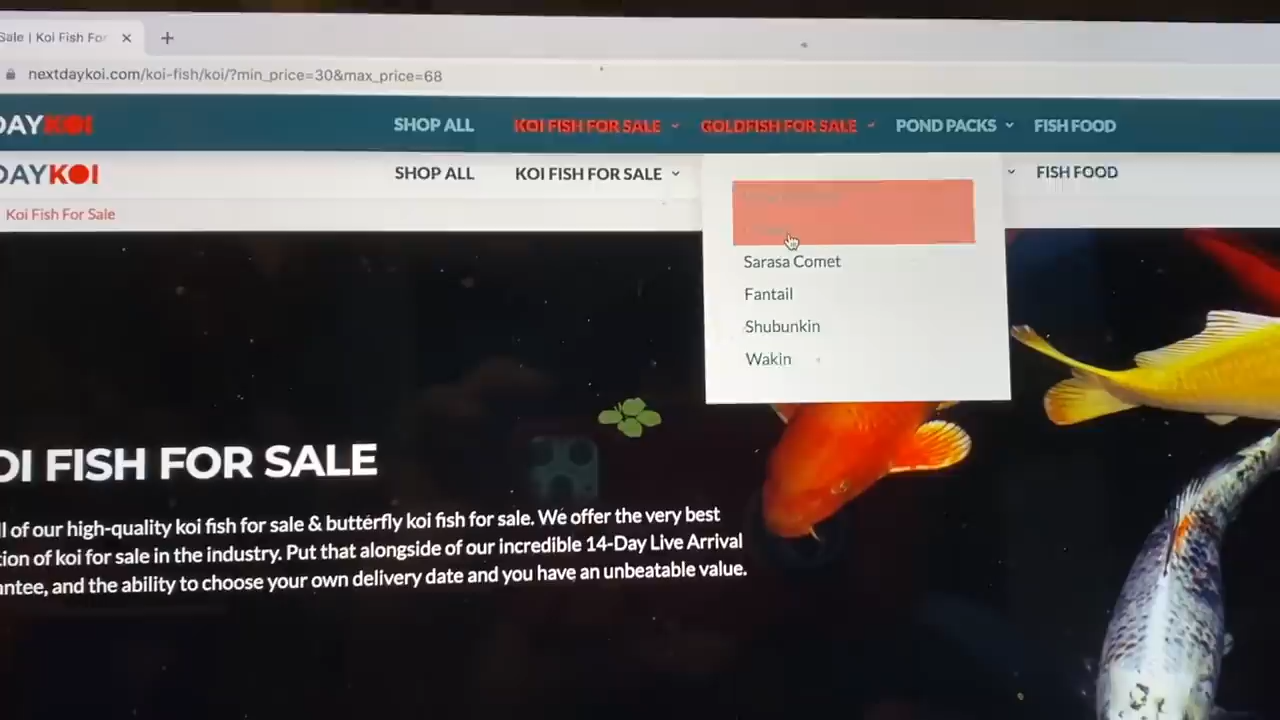 Sale | Koi Fish For
nextdaykoi.com/koi-fish/koi/?min_price=30&max_price=68
DAYKOI SHOP ALL KOI FISH FOR SALE GOLDFISH FOR SALE POND PACKS FISH FOOD
DAYKOI SHOP ALL KOI FISH FOR SALE FISH FOOD
Koi Fish For Sale
Sarasa Comet
Fantail
Shubunkin
Wakin
OI FISH FOR SALE
ll of our high-quality koi fish for sale & butterfly koi fish for sale. We offer the very best
tion of koi for sale in the industry. Put that alongside of our incredible 14-Day Live Arrival
antee, and the ability to choose your own delivery date and you have an unbeatable value.